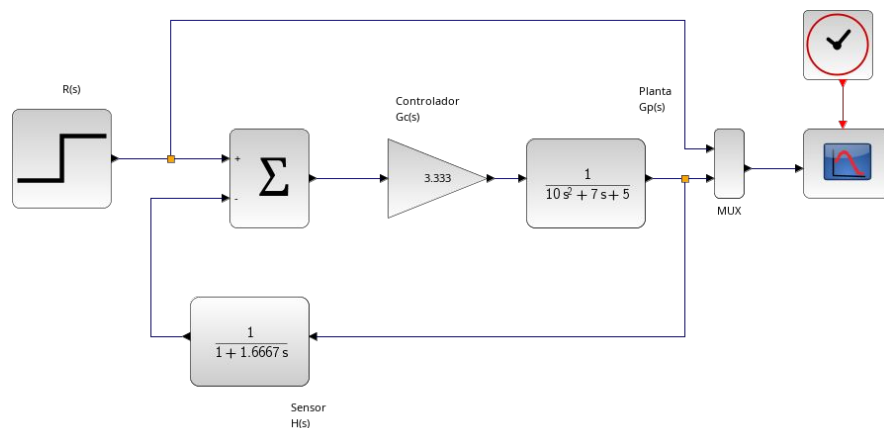 R(s)
Controlador
Gc(s)
Planta
Gp(s)
+
-
Σ
3.333
1
10 s² + 7 s + 5
MUX
1
1 + 1.6667 s
Sensor
H(s)